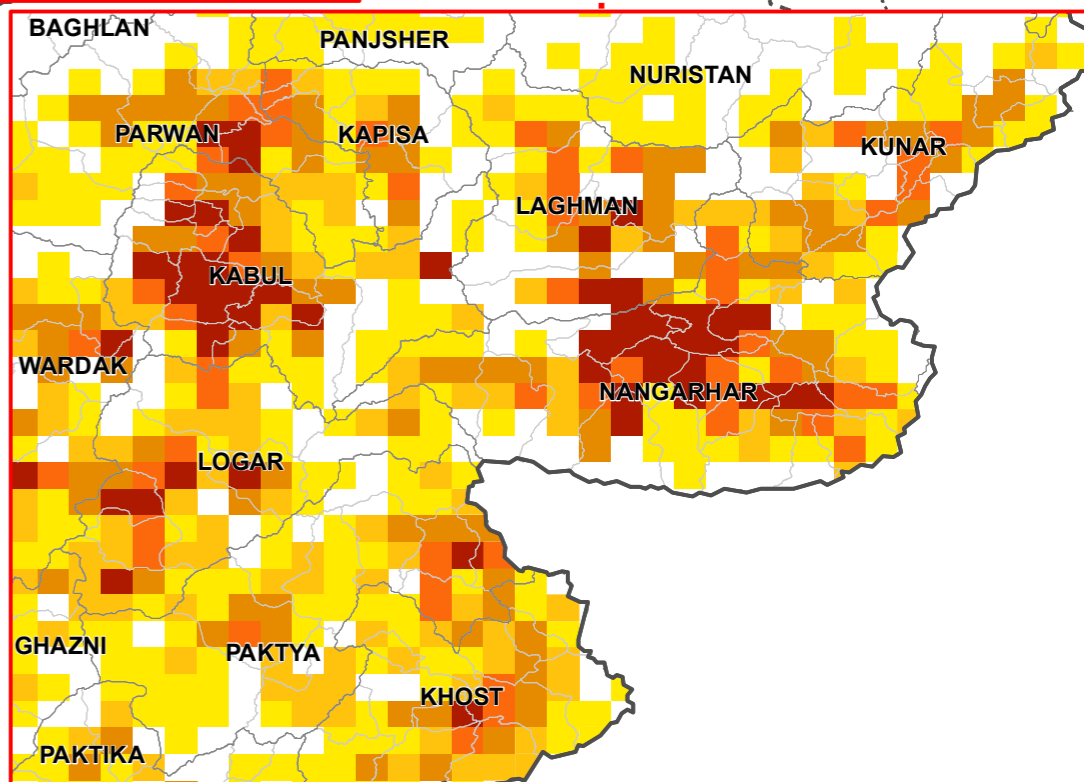 BAGHLAN
PANJSHER
NURISTAN
PARWAN
KAPISA
KUNAR
LAGHMAN
KABUL
WARDAK
NANGARHAR
LOGAR
GHAZNI
PAKTYA
KHOST
PAKTIKA